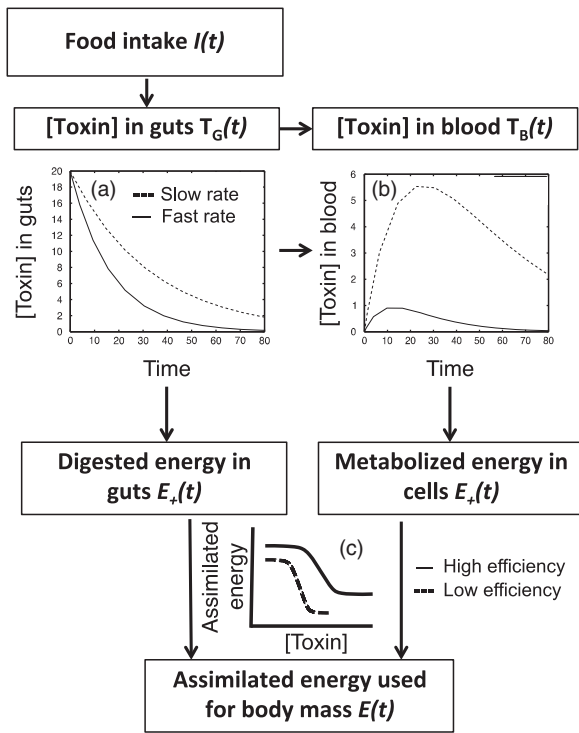 Food intake I(t)
[Toxin] in guts T_G(t)
[Toxin] in blood T_B(t)
(a)
Slow rate
Fast rate
[Toxin] in guts
20
18
16
14
12
10
8
6
4
2
0
0 10 20 30 40 50 60 70 80
Time
(b)
[Toxin] in blood
6
5
4
3
2
1
0
0 10 20 30 40 50 60 70 80
Time
Digested energy in
guts E+(t)
Metabolized energy in
cells E+(t)
Assimilated
energy
(c)
[Toxin]
High efficiency
Low efficiency
Assimilated energy used
for body mass E(t)